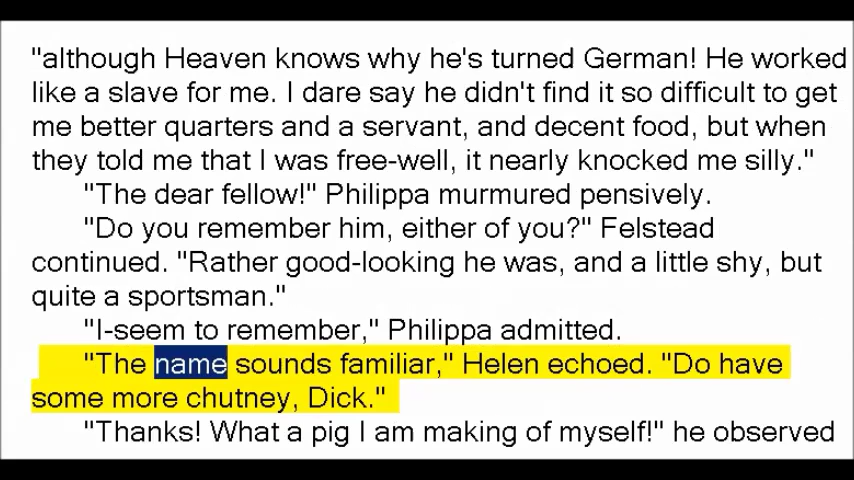 "although Heaven knows why he's turned German! He worked
like a slave for me. I dare say he didn't find it so difficult to get
me better quarters and a servant, and decent food, but when
they told me that I was free-well, it nearly knocked me silly."
"The dear fellow!" Philippa murmured pensively.
"Do you remember him, either of you?" Felstead
continued. "Rather good-looking he was, and a little shy, but
quite a sportsman."
"I-seem to remember," Philippa admitted.
"The name sounds familiar," Helen echoed. "Do have
some more chutney, Dick."
"Thanks! What a pig I am making of myself!" he observed